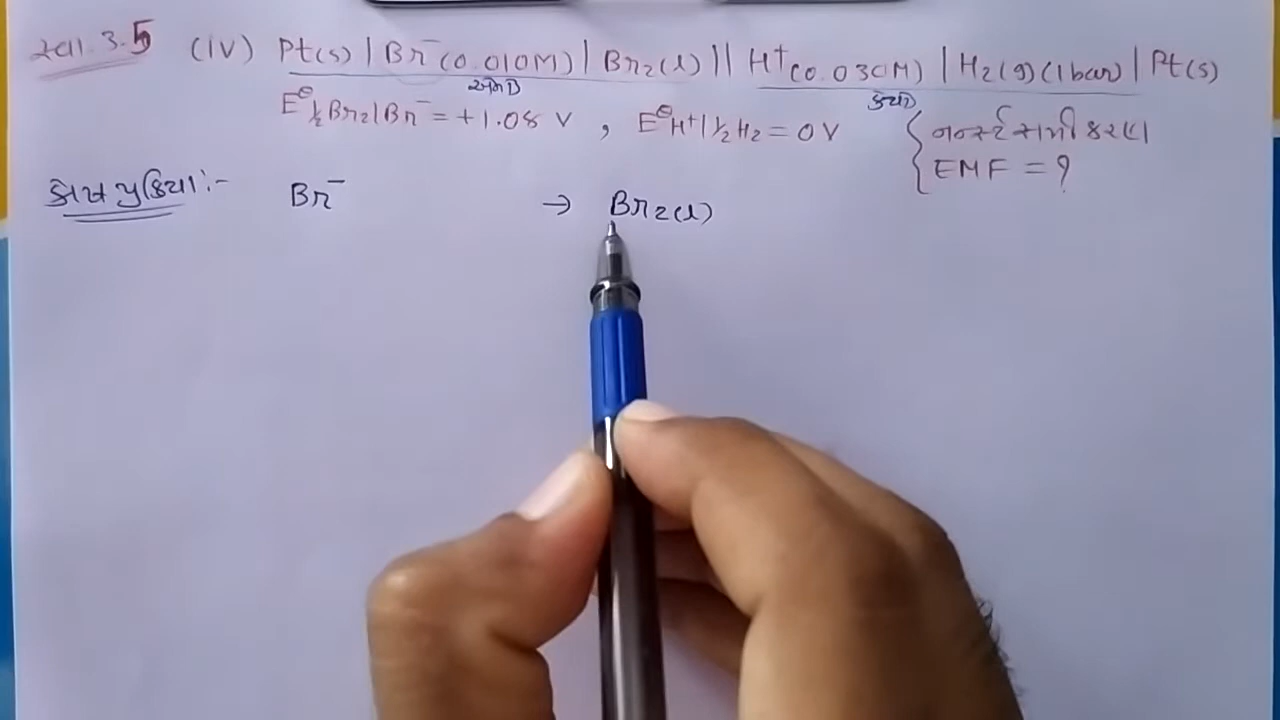 સ્વા. 3.5 (iv) Pt(s) | Br⁻(0.010M) | Br₂(l) || H⁺(0.030M) | H₂(g)(1bar) | Pt(s)
એનોડ કેથોડ
E⊖½Br₂|Br⁻ = +1.08 V , E⊖H⁺|½H₂ = 0 V { નર્ન્સ્ટ સમી કરણ
EMF = ?
કોષ પ્રક્રિયા :- Br⁻ → Br₂(l)